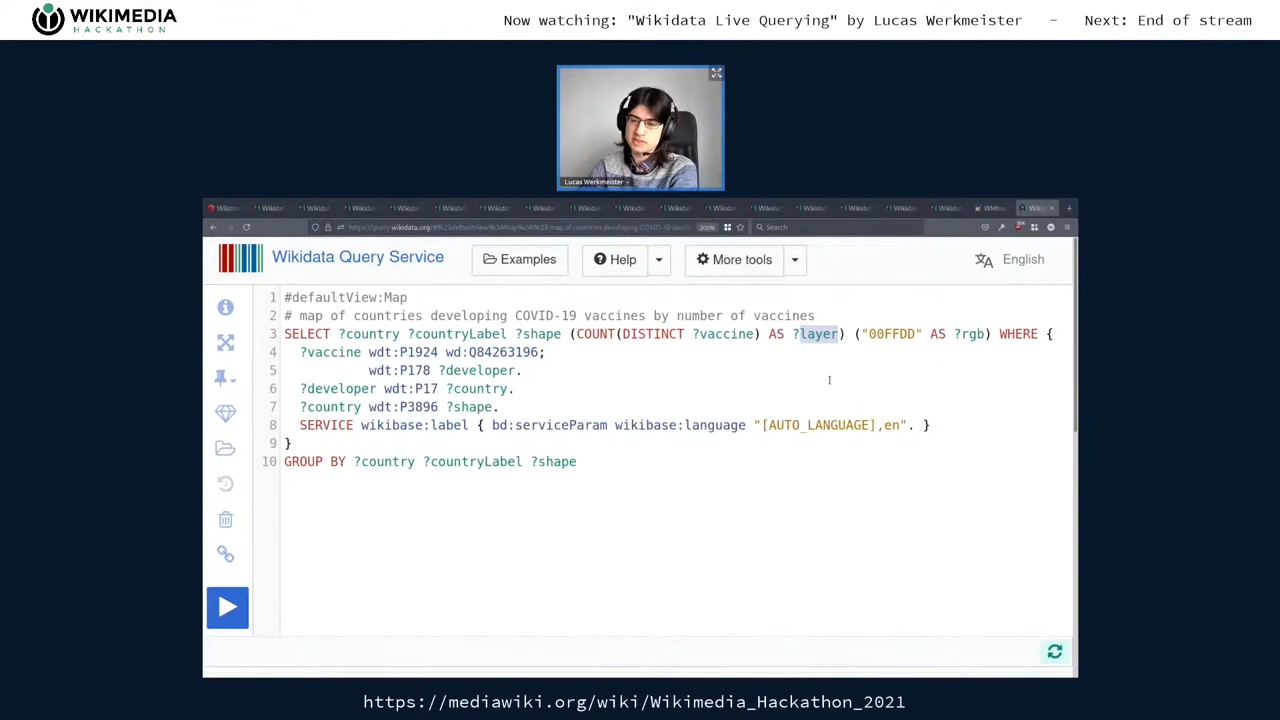 WIKIMEDIA
HACKATHON
Now watching: "Wikidata Live Querying" by Lucas Werkmeister – Next: End of stream
Lucas Werkmeister
Search
200%
Wikidata Query Service
Examples
Help
More tools
English
1 #defaultView:Map
2 # map of countries developing COVID-19 vaccines by number of vaccines
3 SELECT ?country ?countryLabel ?shape (COUNT(DISTINCT ?vaccine) AS ?layer) ("00FFDD" AS ?rgb) WHERE {
4 ?vaccine wdt:P1924 wd:Q84263196;
5 wdt:P178 ?developer.
6 ?developer wdt:P17 ?country.
7 ?country wdt:P3896 ?shape.
8 SERVICE wikibase:label { bd:serviceParam wikibase:language "[AUTO_LANGUAGE],en". }
9 }
10 GROUP BY ?country ?countryLabel ?shape
https://mediawiki.org/wiki/Wikimedia_Hackathon_2021